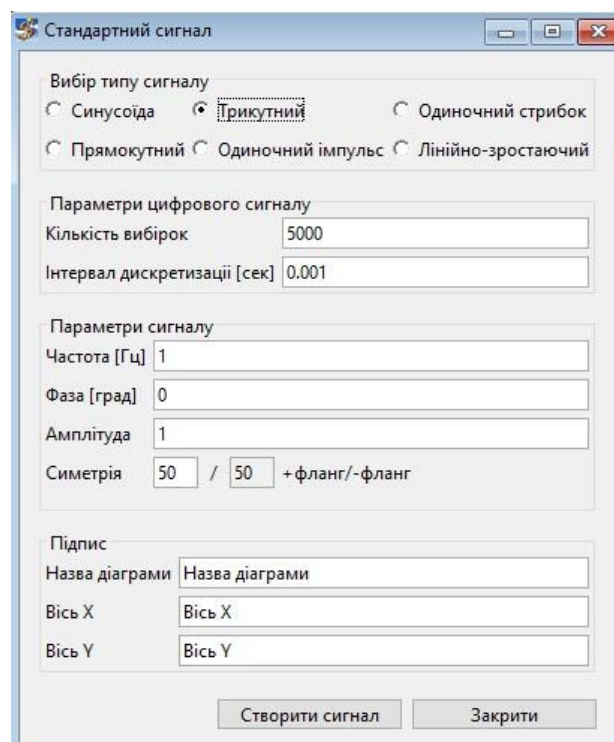 Стандартний сигнал
Вибір типу сигналу
Синусоїда Трикутний Одиночний стрибок
Прямокутний Одиночний імпульс Лінійно-зростаючий
Параметри цифрового сигналу
Кількість вибірок 5000
Інтервал дискретизації [сек] 0.001
Параметри сигналу
Частота [Гц] 1
Фаза [град] 0
Амплітуда 1
Симетрія 50 / 50 +фланг/-фланг
Підпис
Назва діаграми Назва діаграми
Вісь X Вісь X
Вісь Y Вісь Y
Створити сигнал Закрити